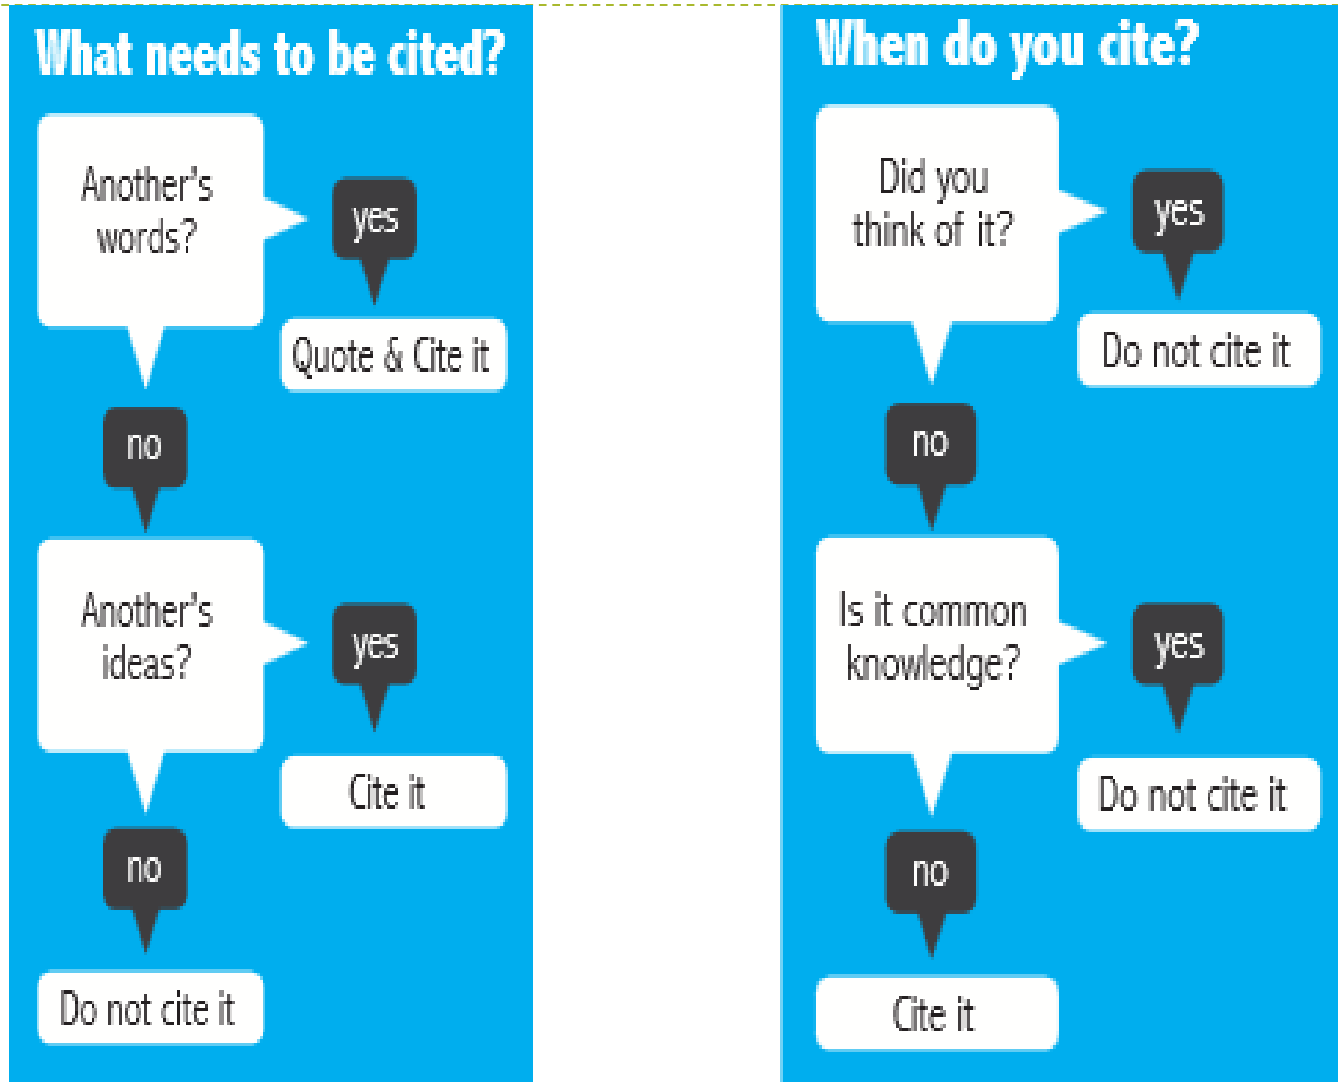 What needs to be cited?
Another's
words?
yes
Quote & Cite it
no
Another's
ideas?
yes
Cite it
no
Do not cite it
When do you cite?
Did you
think of it?
yes
Do not cite it
no
Is it common
knowledge?
yes
Do not cite it
no
Cite it